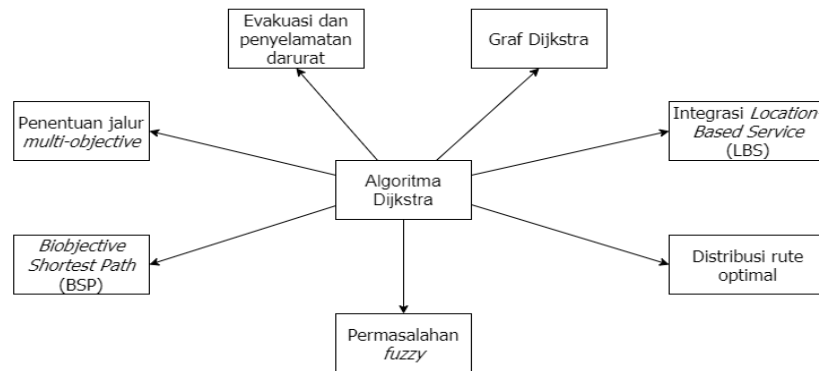 Evakuasi dan
penyelamatan
darurat
Graf Dijkstra
Penentuan jalur
multi-objective
Integrasi Location
Based Service
(LBS)
Algoritma
Dijkstra
Biobjective
Shortest Path
(BSP)
Distribusi rute
optimal
Permasalahan
fuzzy